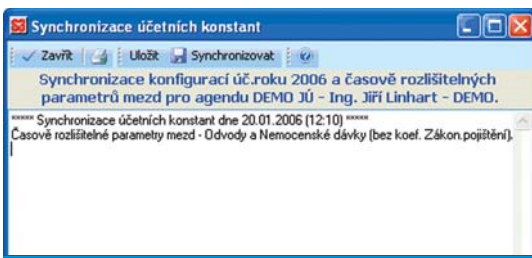 Synchronizace účetních konstant
Zavřít Uložit Synchronizovat
Synchronizace konfigurací úč.roku 2006 a časově rozlišitelných
parametrů mezd pro agendu DEMO JÚ - Ing. Jiří Linhart - DEMO.
***** Synchronizace účetních konstant dne 20.01.2006 (12:10) *****
Časově rozlišitelné parametry mezd - Odvody a Nemocenské dávky (bez koef. Zákon.pojištění).